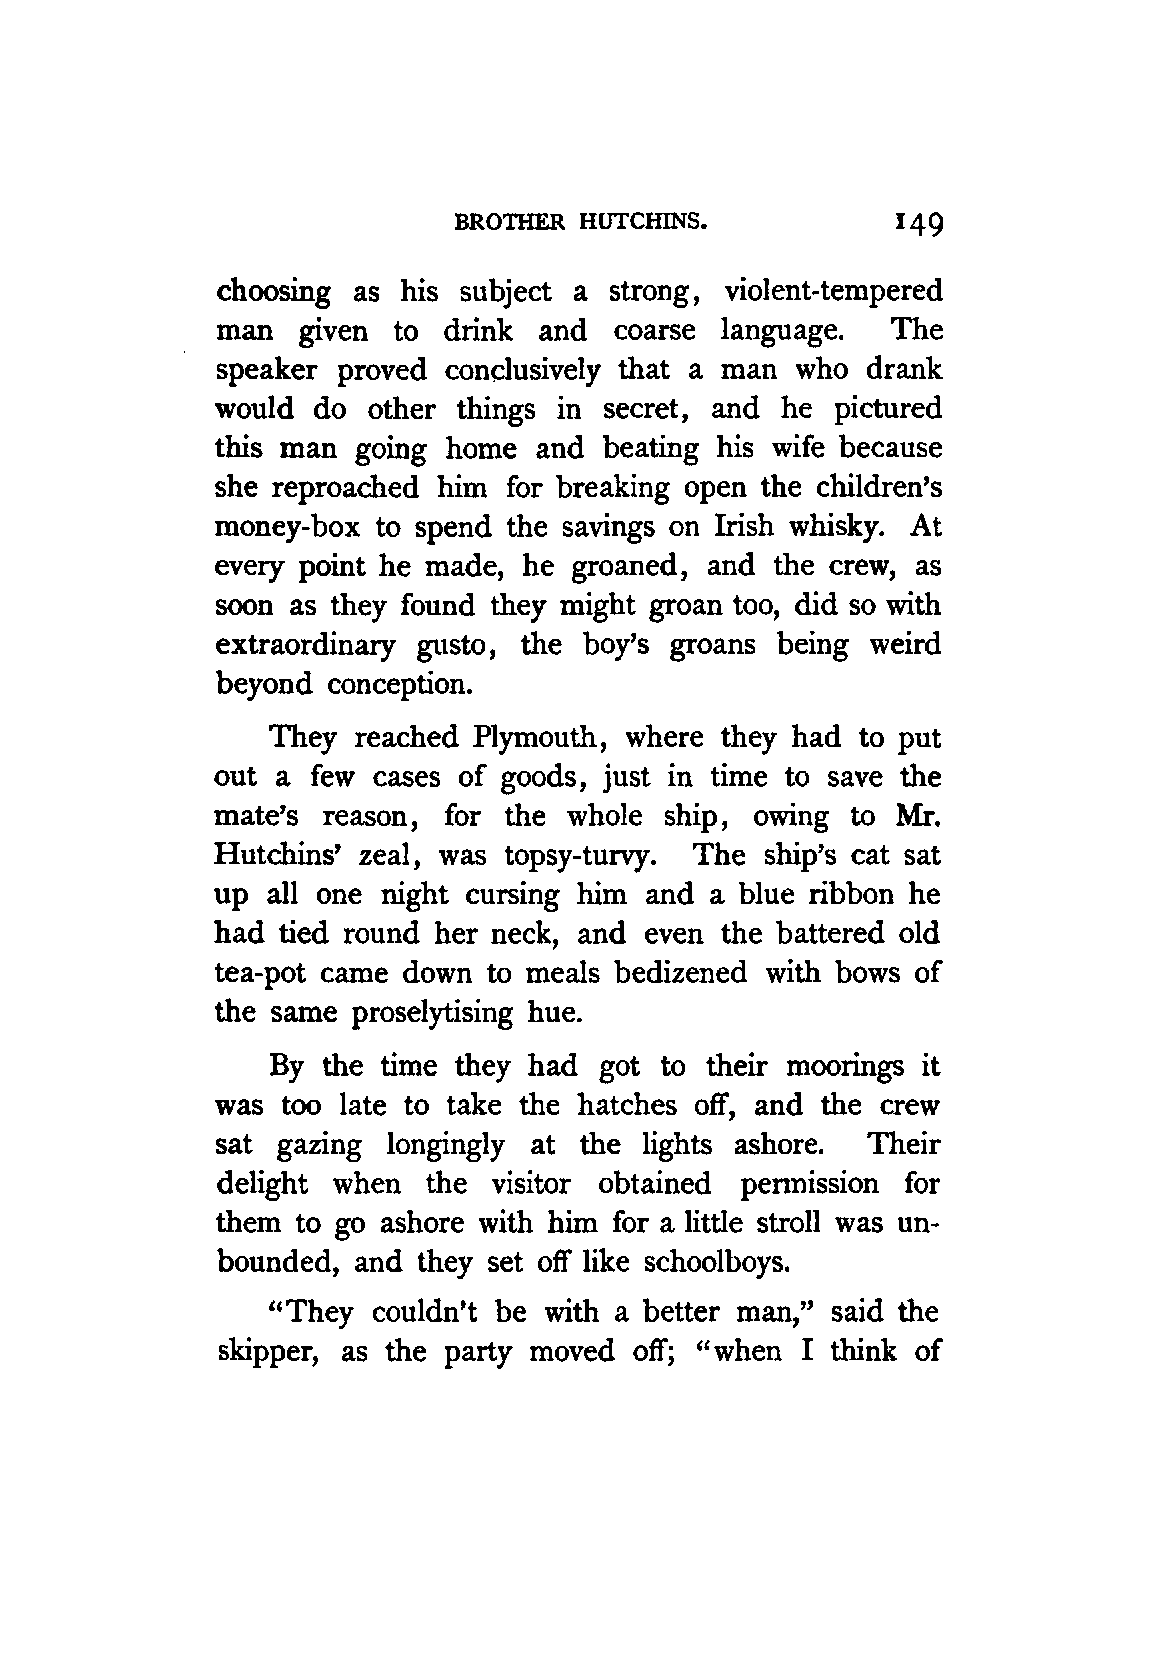 BROTHER HUTCHINS. 149
choosing as his subject a strong, violent-tempered
man given to drink and coarse language. The
speaker proved conclusively that a man who drank
would do other things in secret, and he pictured
this man going home and beating his wife because
she reproached him for breaking open the children's
money-box to spend the savings on Irish whisky. At
every point he made, he groaned, and the crew, as
soon as they found they might groan too, did so with
extraordinary gusto, the boy's groans being weird
beyond conception.
They reached Plymouth, where they had to put
out a few cases of goods, just in time to save the
mate's reason, for the whole ship, owing to Mr.
Hutchins' zeal, was topsy-turvy. The ship's cat sat
up all one night cursing him and a blue ribbon he
had tied round her neck, and even the battered old
tea-pot came down to meals bedizened with bows of
the same proselytising hue.
By the time they had got to their moorings it
was too late to take the hatches off, and the crew
sat gazing longingly at the lights ashore. Their
delight when the visitor obtained permission for
them to go ashore with him for a little stroll was un-
bounded, and they set off like schoolboys.
“They couldn't be with a better man,” said the
skipper, as the party moved off; “when I think of